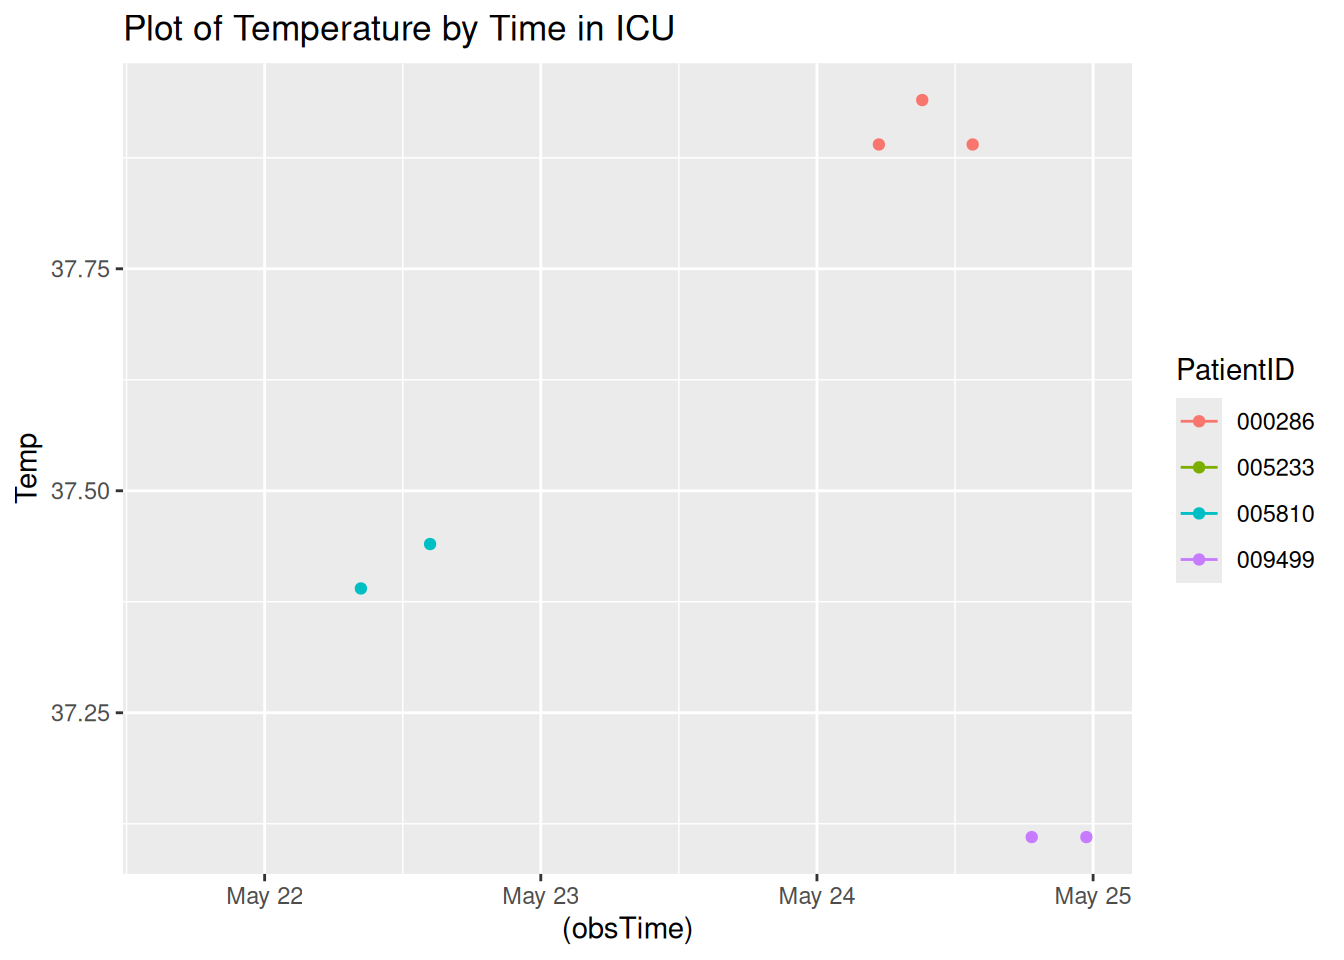 Plot of Temperature by Time in ICU
Temp
37.75
37.50
37.25
May 22
May 23
May 24
May 25
(obsTime)
PatientID
000286
005233
005810
009499